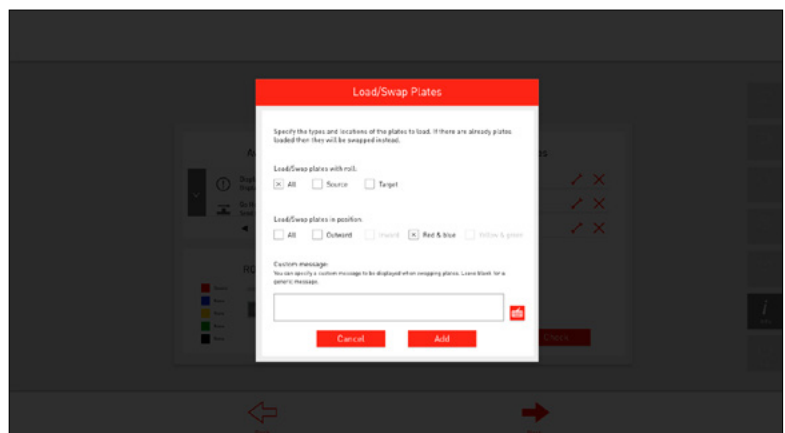 Load/Swap Plates
Specify the types and locations of the plates to load. If there are already plates
loaded then they will be swapped instead.
Load/Swap plates with roll:
All Source Target
Load/Swap plates in position:
All Outward Inward Red & blue Yellow & green
Custom message:
You can specify a custom message to be displayed when swapping plates. Leave blank for a
generic message.
Cancel Add
Check